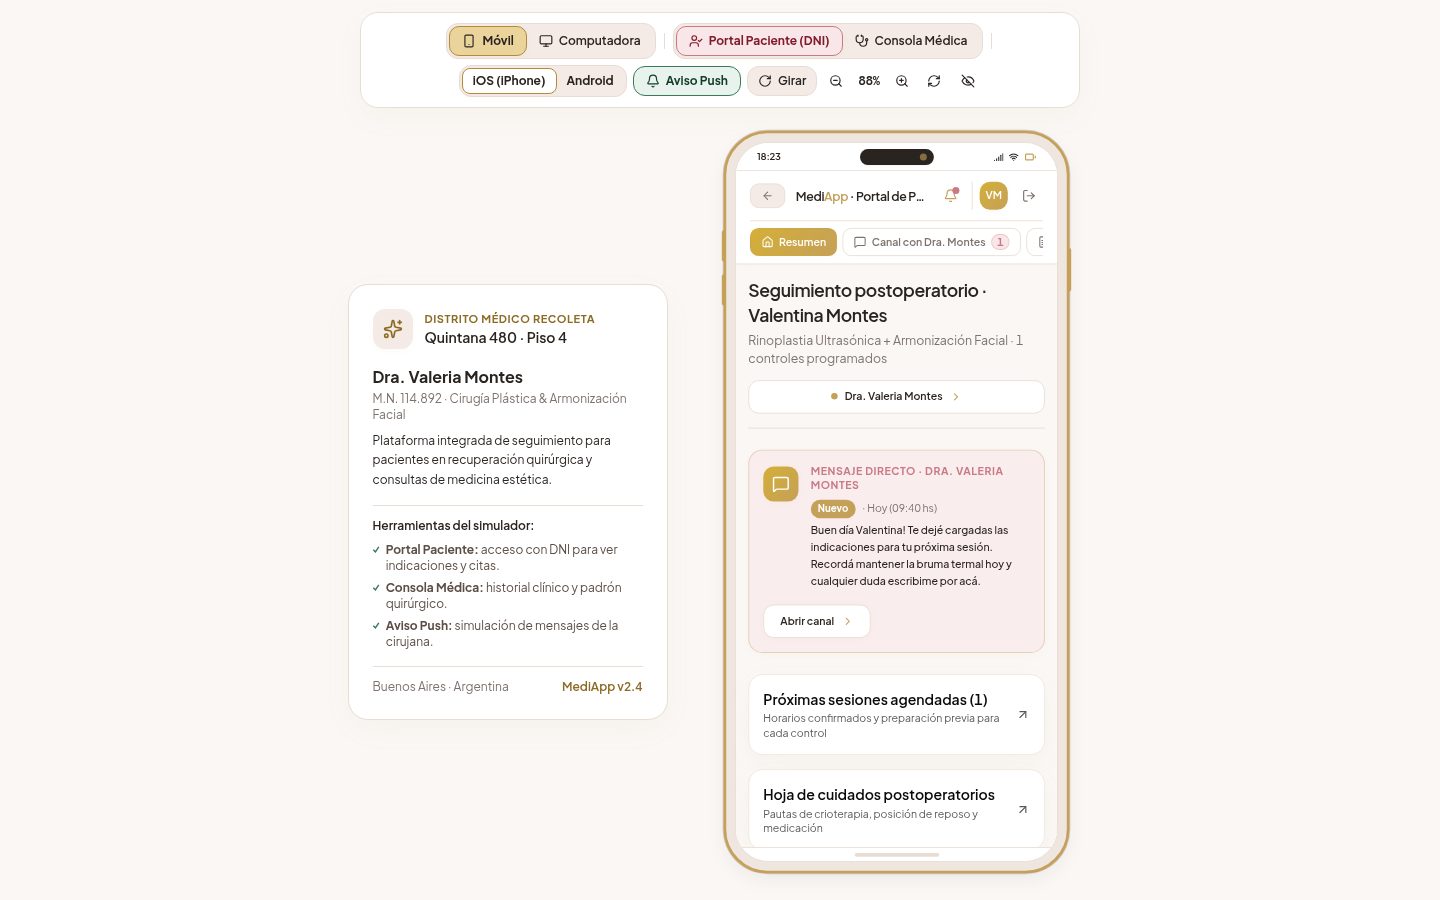 Móvil
Computadora
Portal Paciente (DNI)
Consola Médica
iOS (iPhone)
Android
Aviso Push
Girar
88%
DISTRITO MÉDICO RECOLETA
Quintana 480 · Piso 4
Dra. Valeria Montes
M.N. 114.892 · Cirugía Plástica & Armonización
Facial
Plataforma integrada de seguimiento para
pacientes en recuperación quirúrgica y
consultas de medicina estética.
Herramientas del simulador:
Portal Paciente: acceso con DNI para ver
indicaciones y citas.
Consola Médica: historial clínico y padrón
quirúrgico.
Aviso Push: simulación de mensajes de la
cirujana.
Buenos Aires · Argentina
MediApp v2.4
18:23
MediApp · Portal de P...
VM
Resumen
Canal con Dra. Montes 1
Seguimiento postoperatorio ·
Valentina Montes
Rinoplastia Ultrasónica + Armonización Facial · 1
controles programados
Dra. Valeria Montes
MENSAJE DIRECTO · DRA. VALERIA
MONTES
Nuevo · Hoy (09:40 hs)
Buen día Valentina! Te dejé cargadas las
indicaciones para tu próxima sesión.
Recordá mantener la bruma termal hoy y
cualquier duda escribime por acá.
Abrir canal
Próximas sesiones agendadas (1)
Horarios confirmados y preparación previa para
cada control
Hoja de cuidados postoperatorios
Pautas de crioterapia, posición de reposo y
medicación